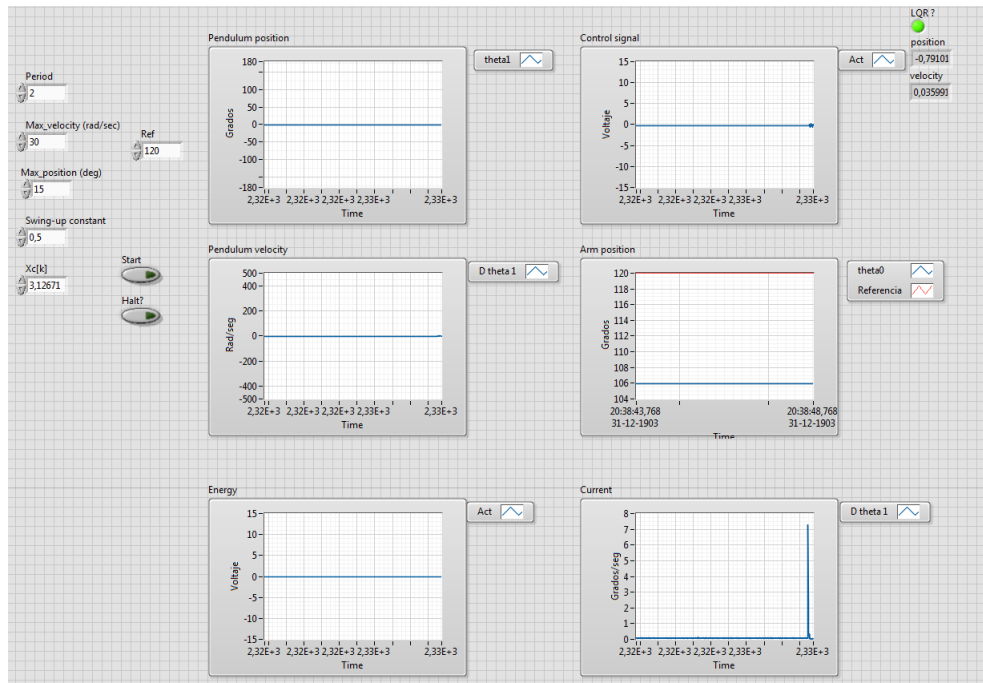 LQR ?
position
-0,79101
velocity
0,035991
Period
2
Max_velocity (rad/sec)
30
Ref
120
Max_position (deg)
15
Swing-up constant
0,5
Xc[k]
3,12671
Start
Halt?
Pendulum position
theta1
Grados
180
100
50
0
-50
-100
-180
2,32E+3 2,32E+3 2,32E+3 2,33E+3 2,33E+3
Time
Control signal
Act
Voltaje
15
10
5
0
-5
-10
-15
2,32E+3 2,32E+3 2,32E+3 2,33E+3 2,33E+3
Time
Pendulum velocity
D theta 1
Rad/seg
500
400
200
0
-200
-400
-500
2,32E+3 2,32E+3 2,32E+3 2,33E+3 2,33E+3
Time
Arm position
theta0
Referencia
Grados
120
118
116
114
112
110
108
106
104
20:38:43,768 20:38:48,768
31-12-1903 31-12-1903
Time
Energy
Act
Voltaje
15
10
5
0
-5
-10
-15
2,32E+3 2,32E+3 2,32E+3 2,33E+3 2,33E+3
Time
Current
D theta 1
Grados/seg
8
7
6
5
4
3
2
1
0
2,32E+3 2,32E+3 2,32E+3 2,33E+3 2,33E+3
Time